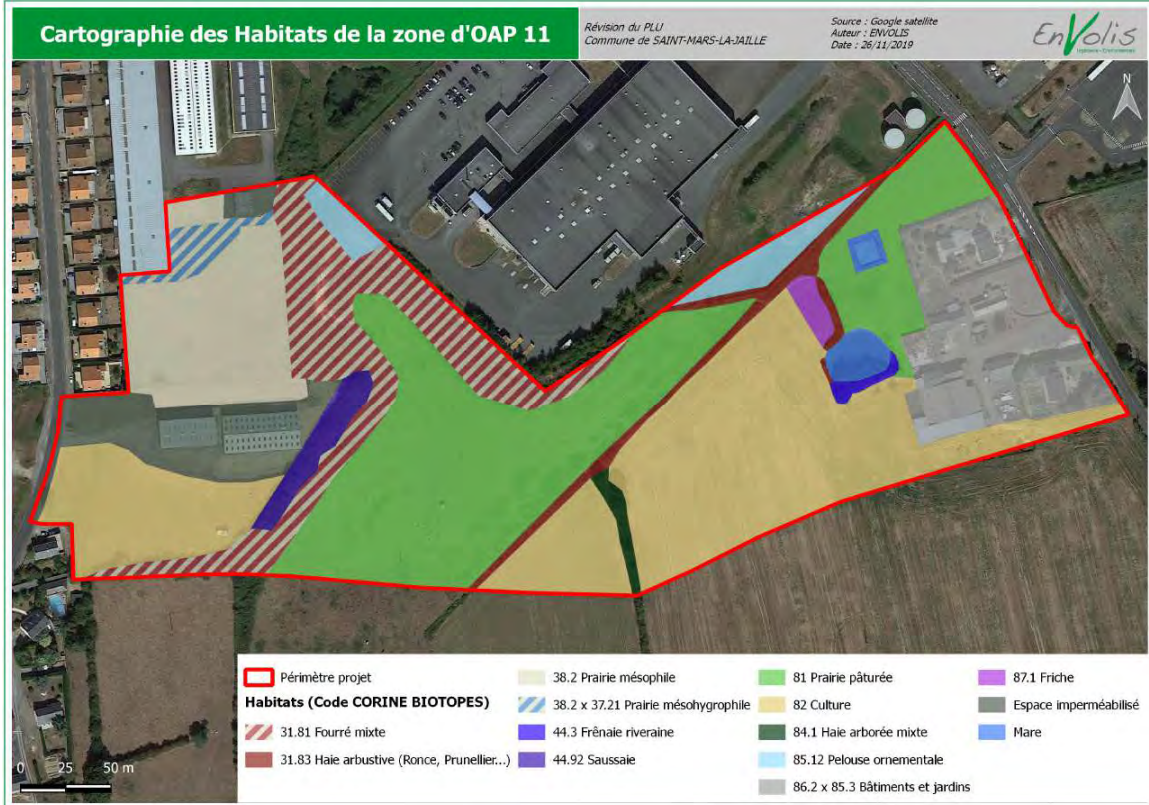 Cartographie des Habitats de la zone d'OAP 11
Révision du PLU
Commune de SAINT-MARS-LA-JAILLE
Source : Google satellite
Auteur : ENVOLIS
Date : 26/11/2019
EnVolis
Ingénierie - Environnement
N
Périmètre projet
Habitats (Code CORINE BIOTOPES)
31.81 Fourré mixte
31.83 Haie arbustive (Ronce, Prunellier...)
38.2 Prairie mésophile
38.2 x 37.21 Prairie mésohygrophile
44.3 Frênaie riveraine
44.92 Saussaie
81 Prairie pâturée
82 Culture
84.1 Haie arborée mixte
85.12 Pelouse ornementale
86.2 x 85.3 Bâtiments et jardins
87.1 Friche
Espace imperméabilisé
Mare
0 25 50 m